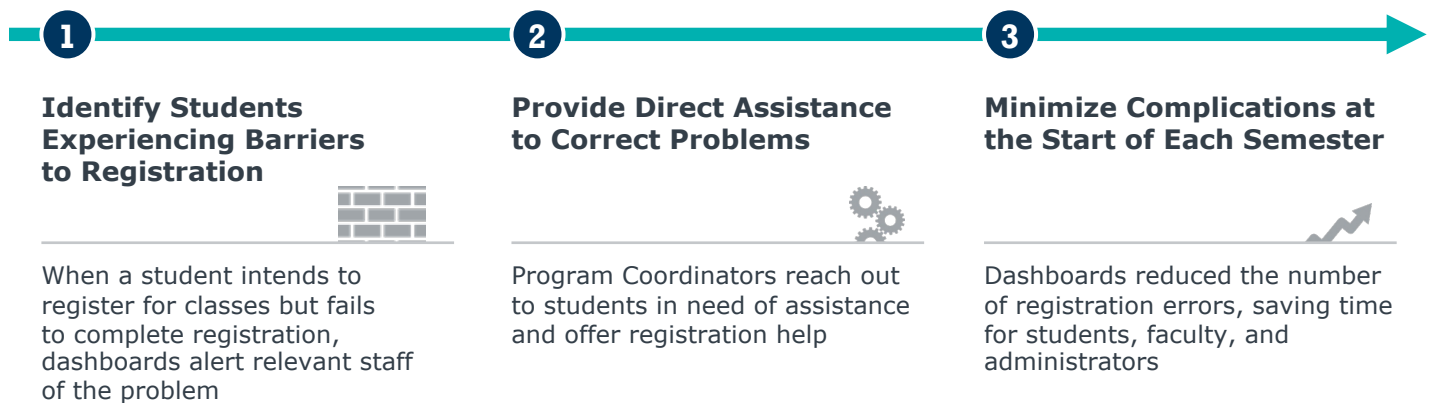 1
Identify Students
Experiencing Barriers
to Registration
When a student intends to
register for classes but fails
to complete registration,
dashboards alert relevant staff
of the problem
2
Provide Direct Assistance
to Correct Problems
Program Coordinators reach out
to students in need of assistance
and offer registration help
3
Minimize Complications at
the Start of Each Semester
Dashboards reduced the number
of registration errors, saving time
for students, faculty, and
administrators